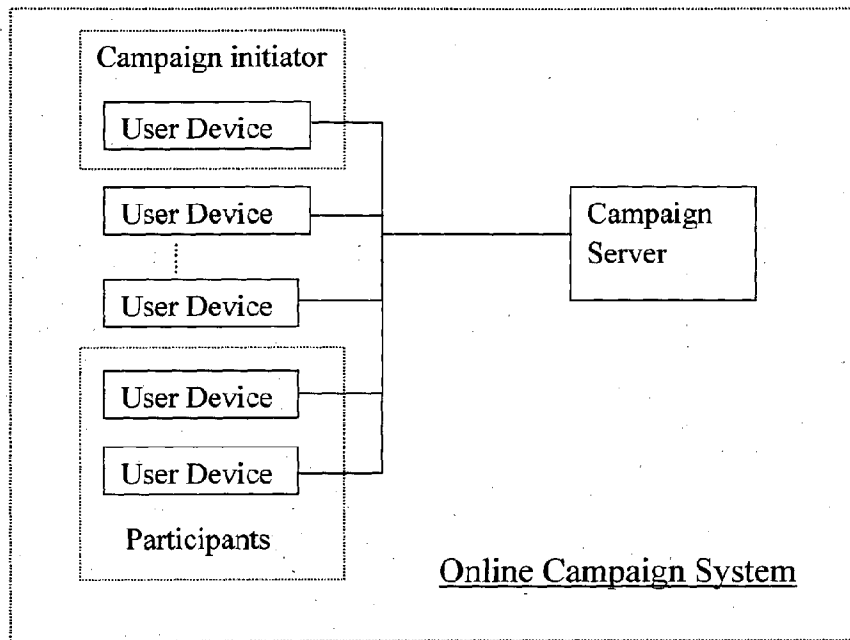 Campaign initiator
User Device
User Device
User Device
User Device
User Device
Participants
Campaign
Server
Online Campaign System